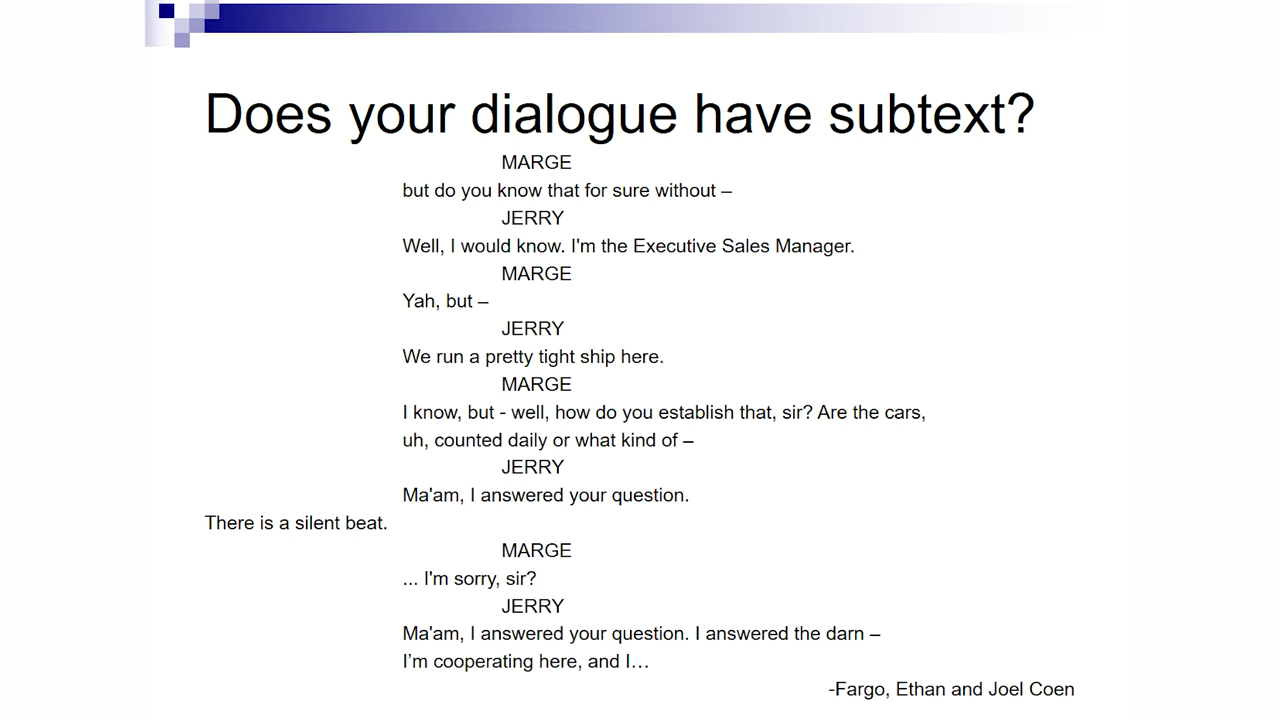 Does your dialogue have subtext?
MARGE
but do you know that for sure without –
JERRY
Well, I would know. I'm the Executive Sales Manager.
MARGE
Yah, but –
JERRY
We run a pretty tight ship here.
MARGE
I know, but - well, how do you establish that, sir? Are the cars,
uh, counted daily or what kind of –
JERRY
Ma'am, I answered your question.
There is a silent beat.
MARGE
... I'm sorry, sir?
JERRY
Ma'am, I answered your question. I answered the darn –
I’m cooperating here, and I…
-Fargo, Ethan and Joel Coen